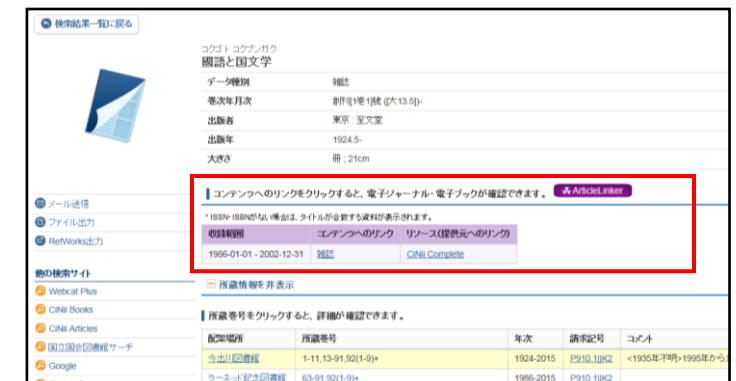 検索結果一覧に戻る
コクゴ ト コクブンガク
國語と国文学
データ種別 雑誌
巻次年月次 創刊([1巻1]號 ([大13.5])-
出版者 東京 : 至文堂
出版年 1924.5-
大きさ 冊 ; 21cm
コンテンツへのリンクをクリックすると、電子ジャーナル・電子ブックが確認できます。 ArticleLinker
* ISSN・ISBNがない場合は、タイトルが合致する資料が表示されます。
収録範囲 コンテンツへのリンク リソース(提供元へのリンク)
1986-01-01 - 2002-12-31 雑誌 CiNii Complete
メール送信
ファイル出力
RefWorks出力
他の検索サイト
Webcat Plus
CiNii Books
CiNii Articles
国立国会図書館サーチ
Google
所蔵情報を非表示
所蔵巻号をクリックすると、詳細が確認できます。
配架場所 所蔵巻号 年次 請求記号 コメント
今出川図書館 1-11,13-91,92(1-9)+ 1924-2015 P910.1||K2 <1935年不明>1995年から
ラーネッド記念図書館 63-91,92(1-9)+ 1986-2015 P910.1||K2